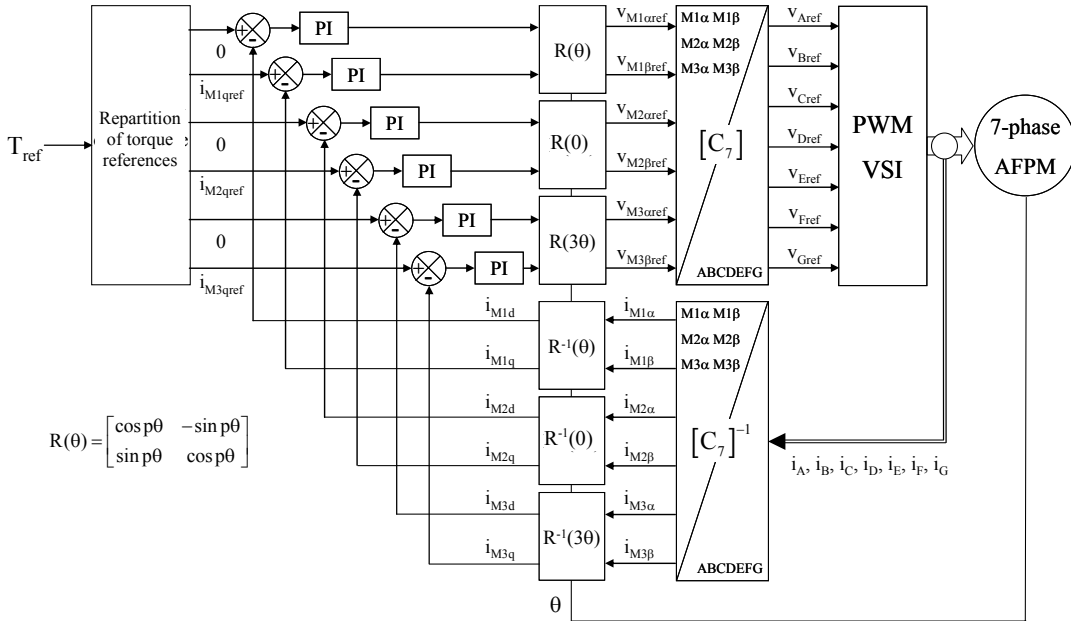 T_ref
Repartition
of torque
references
0
i_M1qref
0
i_M2qref
0
i_M3qref
+
-
+
-
+
-
+
-
+
-
+
-
PI
PI
PI
PI
PI
PI
R(θ)
R(0)
R(3θ)
v_M1αref
v_M1βref
v_M2αref
v_M2βref
v_M3αref
v_M3βref
M1α M1β
M2α M2β
M3α M3β
[C_7]
ABCDEFG
v_Aref
v_Bref
v_Cref
v_Dref
v_Eref
v_Fref
v_Gref
PWM
VSI
7-phase
AFPM
i_M1d
i_M1q
i_M2d
i_M2q
i_M3d
i_M3q
R^-1(θ)
R^-1(0)
R^-1(3θ)
i_M1α
i_M1β
i_M2α
i_M2β
i_M3α
i_M3β
M1α M1β
M2α M2β
M3α M3β
[C_7]^-1
ABCDEFG
i_A, i_B, i_C, i_D, i_E, i_F, i_G
R(θ) = [cos pθ −sin pθ
sin pθ cos pθ]
θ